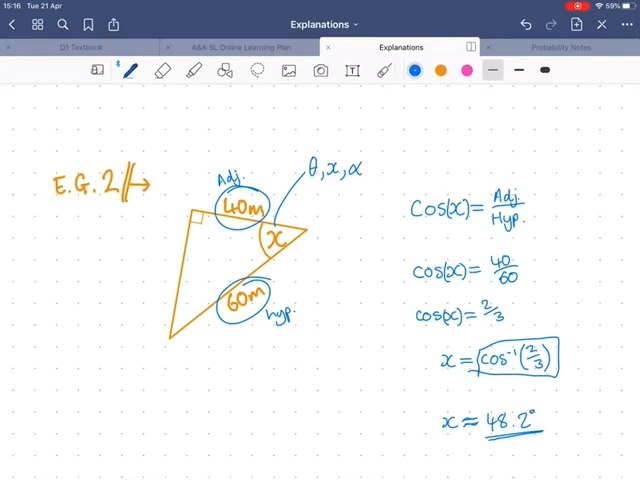 15:16 Tue 21 Apr
59%
Explanations
D1 Textbook
A&A SL Online Learning Plan
Explanations
Probability Notes
E.G. 2
Adj.
40m
θ, x, α
x
60m
hyp.
Cos(x) = Adj/Hyp.
cos(x) = 40/60
cos(x) = 2/3
x = cos⁻¹(2/3)
x ≈ 48.2°